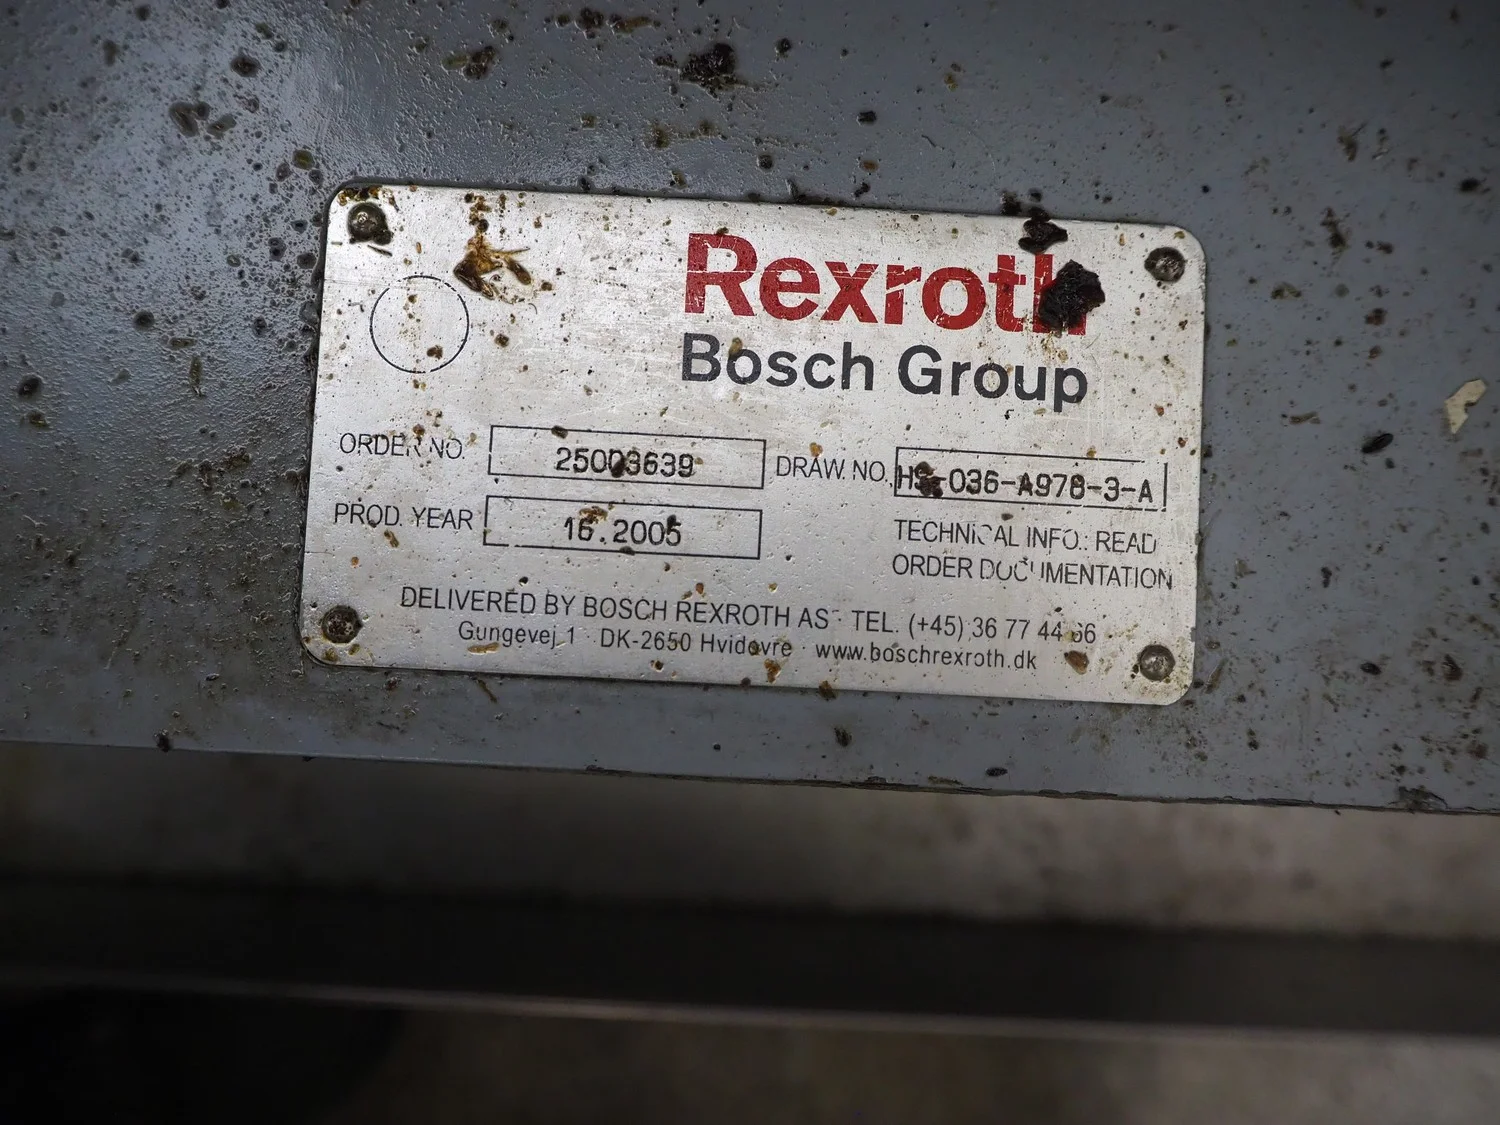 Rexroth
Bosch Group
ORDER NO. 25003639 DRAW. NO. HS-036-A978-3-A
PROD. YEAR 16.2005 TECHNICAL INFO.: READ
ORDER DOCUMENTATION
DELIVERED BY BOSCH REXROTH AS · TEL. (+45) 36 77 44 66
Gungevej 1 · DK-2650 Hvidovre · www.boschrexroth.dk